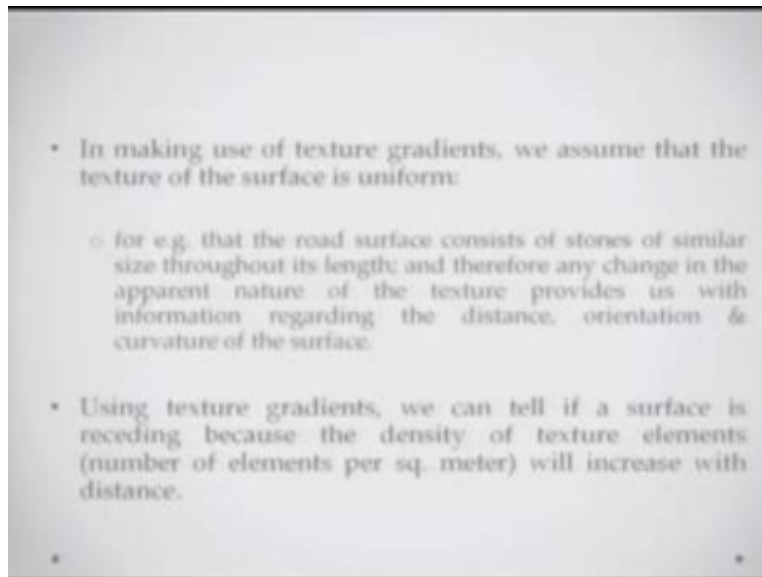 • In making use of texture gradients, we assume that the
texture of the surface is uniform:
o for e.g. that the road surface consists of stones of similar
size throughout its length; and therefore any change in the
apparent nature of the texture provides us with
information regarding the distance, orientation &
curvature of the surface.
• Using texture gradients, we can tell if a surface is
receding because the density of texture elements
(number of elements per sq. meter) will increase with
distance.